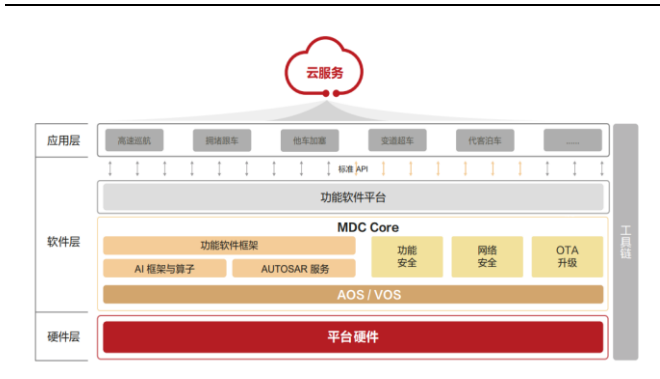 云服务
应用层
高速巡航
拥堵跟车
他车加塞
变道超车
代客泊车
......
标准 API
功能软件平台
软件层
MDC Core
功能软件框架
AI 框架与算子
AUTOSAR 服务
功能
安全
网络
安全
OTA
升级
AOS / VOS
硬件层
平台硬件
工具链